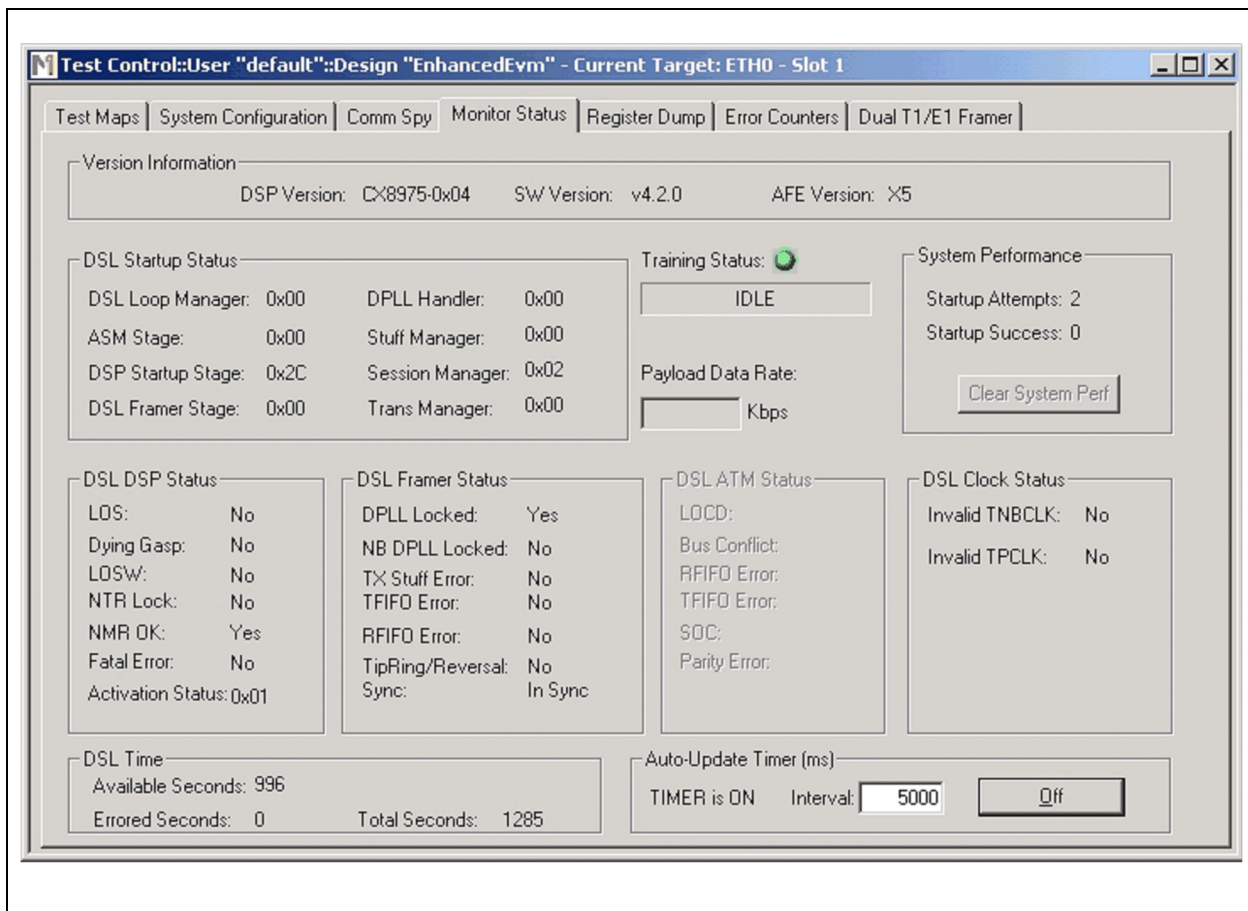 Test Control::User "default"::Design "EnhancedEvm" - Current Target: ETH0 - Slot 1
Test Maps System Configuration Comm Spy Monitor Status Register Dump Error Counters Dual T1/E1 Framer
Version Information
DSP Version: CX8975-0x04 SW Version: v4.2.0 AFE Version: X5
DSL Startup Status
DSL Loop Manager: 0x00 DPLL Handler: 0x00
ASM Stage: 0x00 Stuff Manager: 0x00
DSP Startup Stage: 0x2C Session Manager: 0x02
DSL Framer Stage: 0x00 Trans Manager: 0x00
Training Status:
IDLE
Payload Data Rate:
Kbps
System Performance
Startup Attempts: 2
Startup Success: 0
Clear System Perf
DSL DSP Status
LOS: No
Dying Gasp: No
LOSW: No
NTR Lock: No
NMR OK: Yes
Fatal Error: No
Activation Status: 0x01
DSL Framer Status
DPLL Locked: Yes
NB DPLL Locked: No
TX Stuff Error: No
TFIFO Error: No
RFIFO Error: No
TipRing/Reversal: No
Sync: In Sync
DSL ATM Status
LOCD:
Bus Conflict:
RFIFO Error:
TFIFO Error:
SOC:
Parity Error:
DSL Clock Status
Invalid TNBCLK: No
Invalid TPCLK: No
DSL Time
Available Seconds: 996
Errored Seconds: 0 Total Seconds: 1285
Auto-Update Timer (ms)
TIMER is ON Interval: 5000 Off